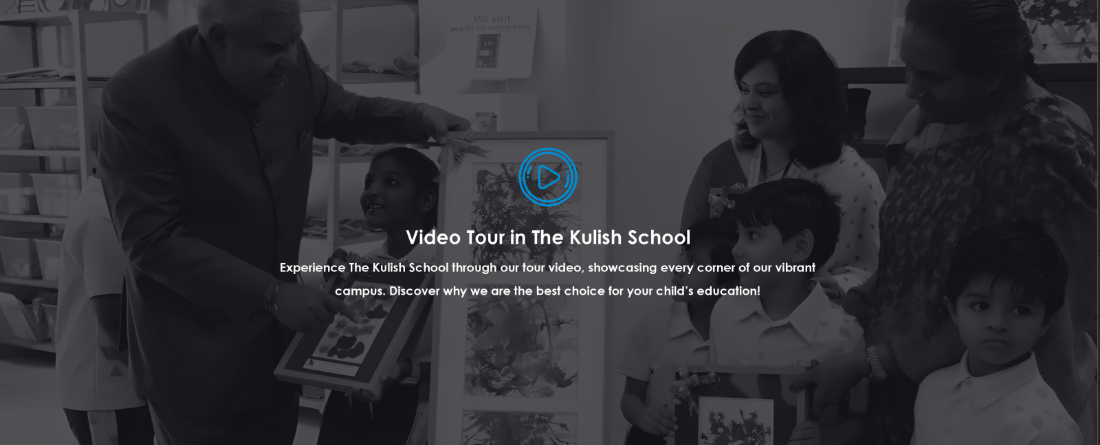 Video Tour in The Kulish School
Experience The Kulish School through our tour video, showcasing every corner of our vibrant
campus. Discover why we are the best choice for your child's education!